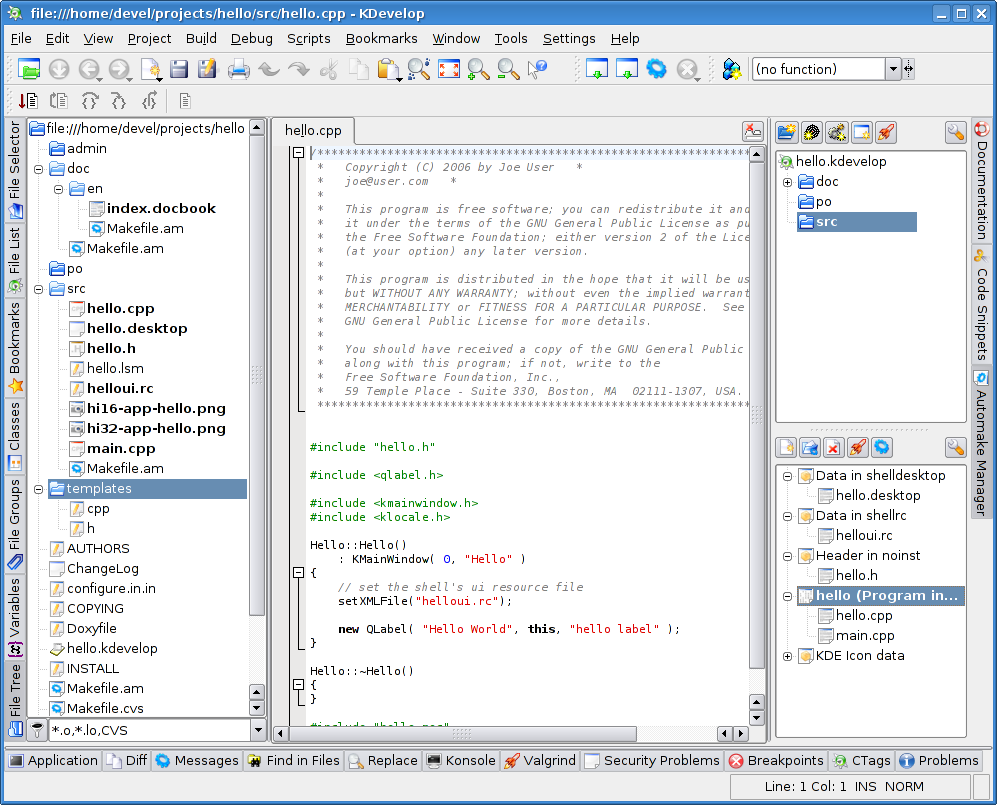 file:///home/devel/projects/hello/src/hello.cpp - KDevelop
File Edit View Project Build Debug Scripts Bookmarks Window Tools Settings Help
(no function)
File Selector
File List
Bookmarks
Classes
File Groups
Variables
File Tree
file:///home/devel/projects/hello
admin
doc
en
index.docbook
Makefile.am
Makefile.am
po
src
hello.cpp
hello.desktop
hello.h
hello.lsm
helloui.rc
hi16-app-hello.png
hi32-app-hello.png
main.cpp
Makefile.am
templates
cpp
h
AUTHORS
ChangeLog
configure.in.in
COPYING
Doxyfile
hello.kdevelop
INSTALL
Makefile.am
Makefile.cvs
*.o,*.lo,CVS
hello.cpp
/***************************************************************
* Copyright (C) 2006 by Joe User *
* joe@user.com *
*
* This program is free software; you can redistribute it and
* it under the terms of the GNU General Public License as pu
* the Free Software Foundation; either version 2 of the Lice
* (at your option) any later version.
*
* This program is distributed in the hope that it will be us
* but WITHOUT ANY WARRANTY; without even the implied warrant
* MERCHANTABILITY or FITNESS FOR A PARTICULAR PURPOSE. See
* GNU General Public License for more details.
*
* You should have received a copy of the GNU General Public
* along with this program; if not, write to the
* Free Software Foundation, Inc.,
* 59 Temple Place - Suite 330, Boston, MA 02111-1307, USA.
***************************************************************
#include "hello.h"
#include <qlabel.h>
#include <kmainwindow.h>
#include <klocale.h>
Hello::Hello()
: KMainWindow( 0, "Hello" )
{
// set the shell's ui resource file
setXMLFile("helloui.rc");
new QLabel( "Hello World", this, "hello label" );
}
Hello::~Hello()
{
}
#include "hello.moc"
hello.kdevelop
doc
po
src
Data in shelldesktop
hello.desktop
Data in shellrc
helloui.rc
Header in noinst
hello.h
hello (Program in...
hello.cpp
main.cpp
KDE Icon data
Documentation
Code Snippets
Automake Manager
Application Diff Messages Find in Files Replace Konsole Valgrind Security Problems Breakpoints CTags Problems
Line: 1 Col: 1 INS NORM